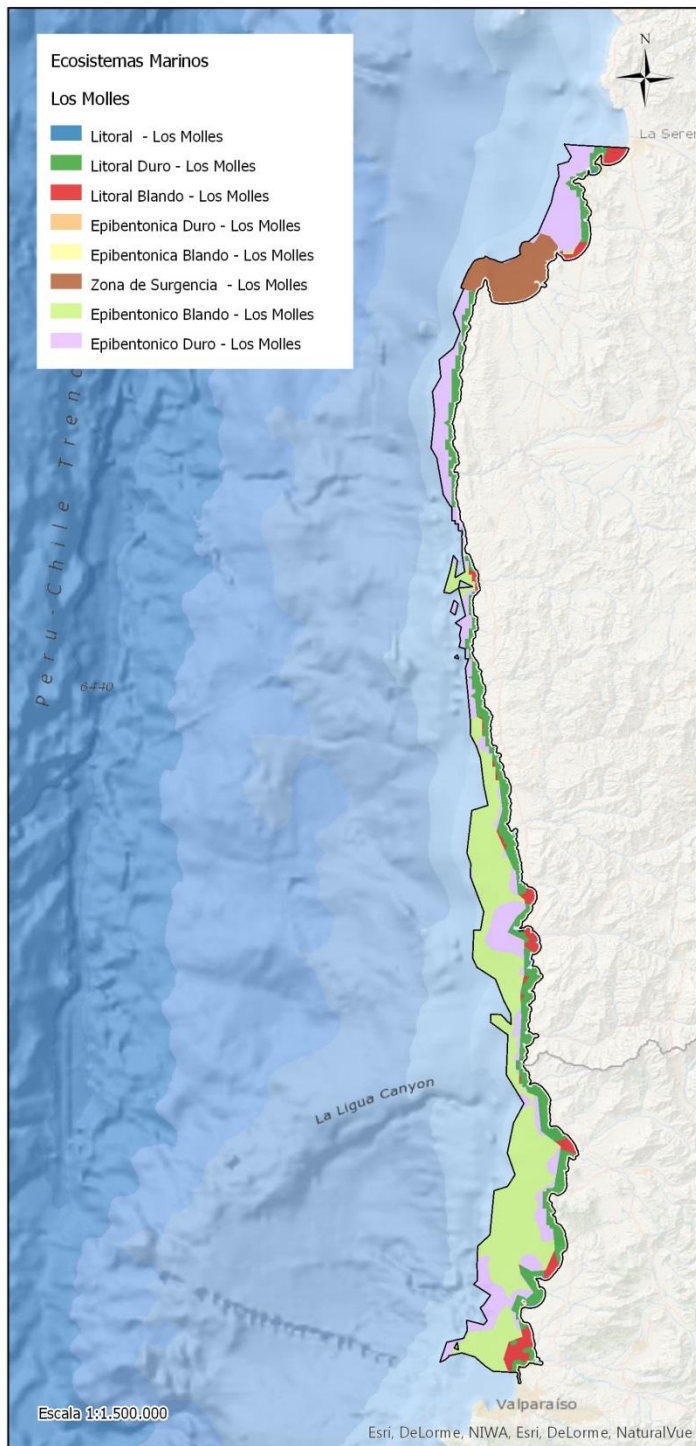 Ecosistemas Marinos
Los Molles
Litoral - Los Molles
Litoral Duro - Los Molles
Litoral Blando - Los Molles
Epibentonica Duro - Los Molles
Epibentonica Blando - Los Molles
Zona de Surgencia - Los Molles
Epibentonico Blando - Los Molles
Epibentonico Duro - Los Molles
N
La Seren
Peru-Chile Trenc
6440
La Ligua Canyon
Escala 1:1.500.000
Valparaíso
Esri, DeLorme, NIWA, Esri, DeLorme, NaturalVue